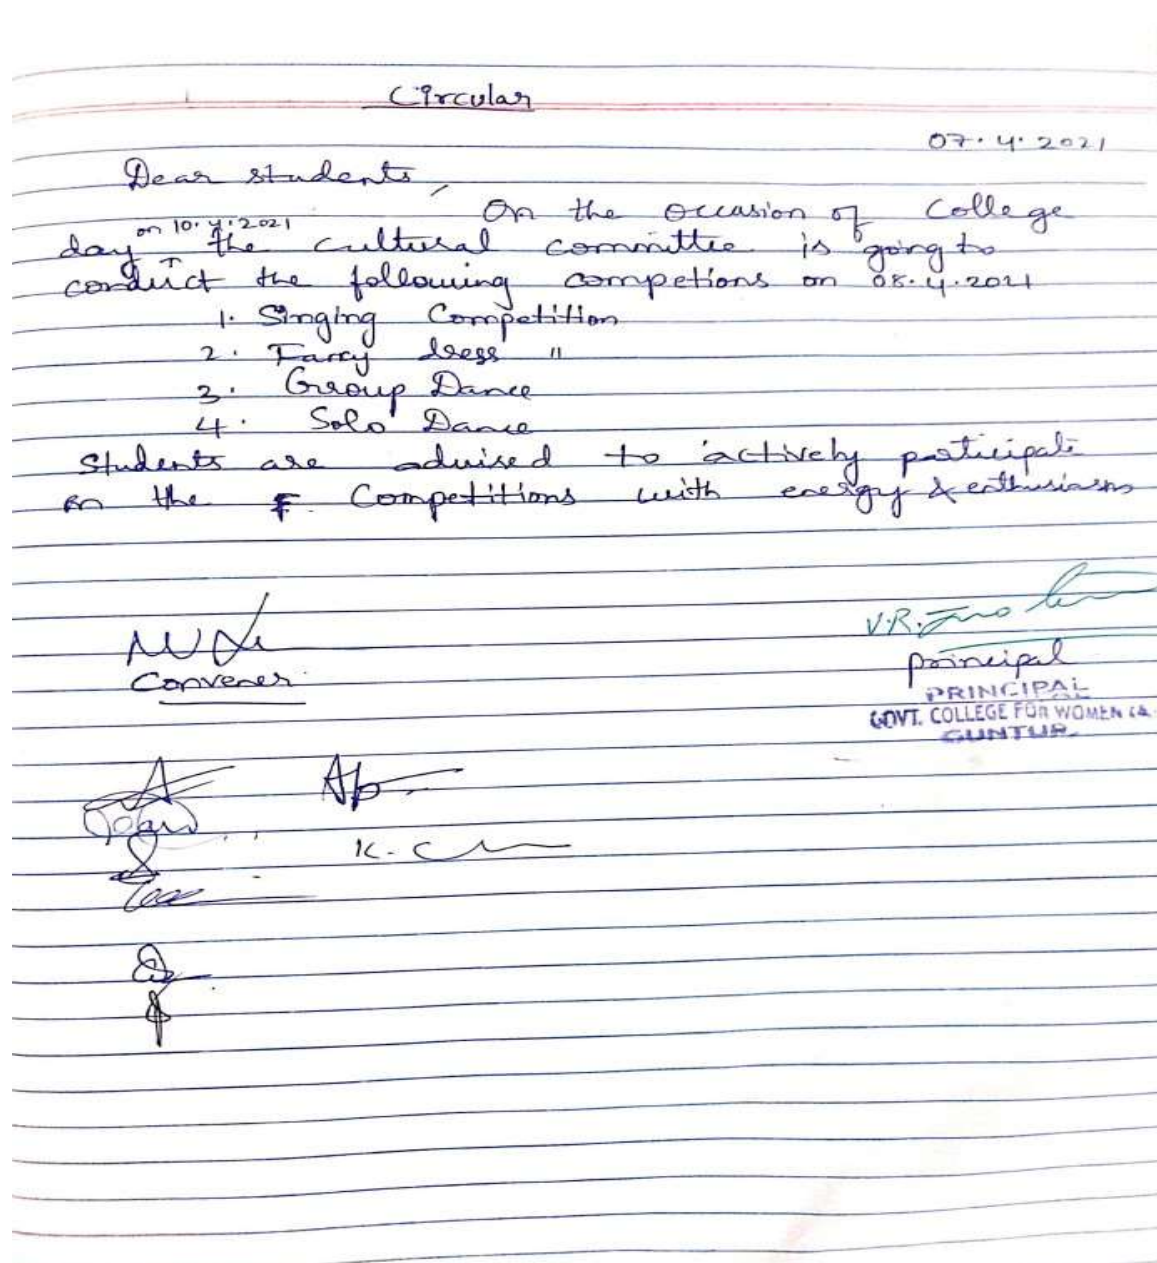 Circular
07.4.2021
Dear students,
On the occasion of College
day on 10.4.2021 the cultural committee is going to
conduct the following competions on 08.4.2021
1. Singing Competition
2. Fancy dress "
3. Group Dance
4. Solo Dance
Students are advised to actively participate
in the Competitions with energy & enthusiasm
V.R.
Convener
principal
PRINCIPAL
GOVT. COLLEGE FOR WOMEN (A
GUNTUR
K. C